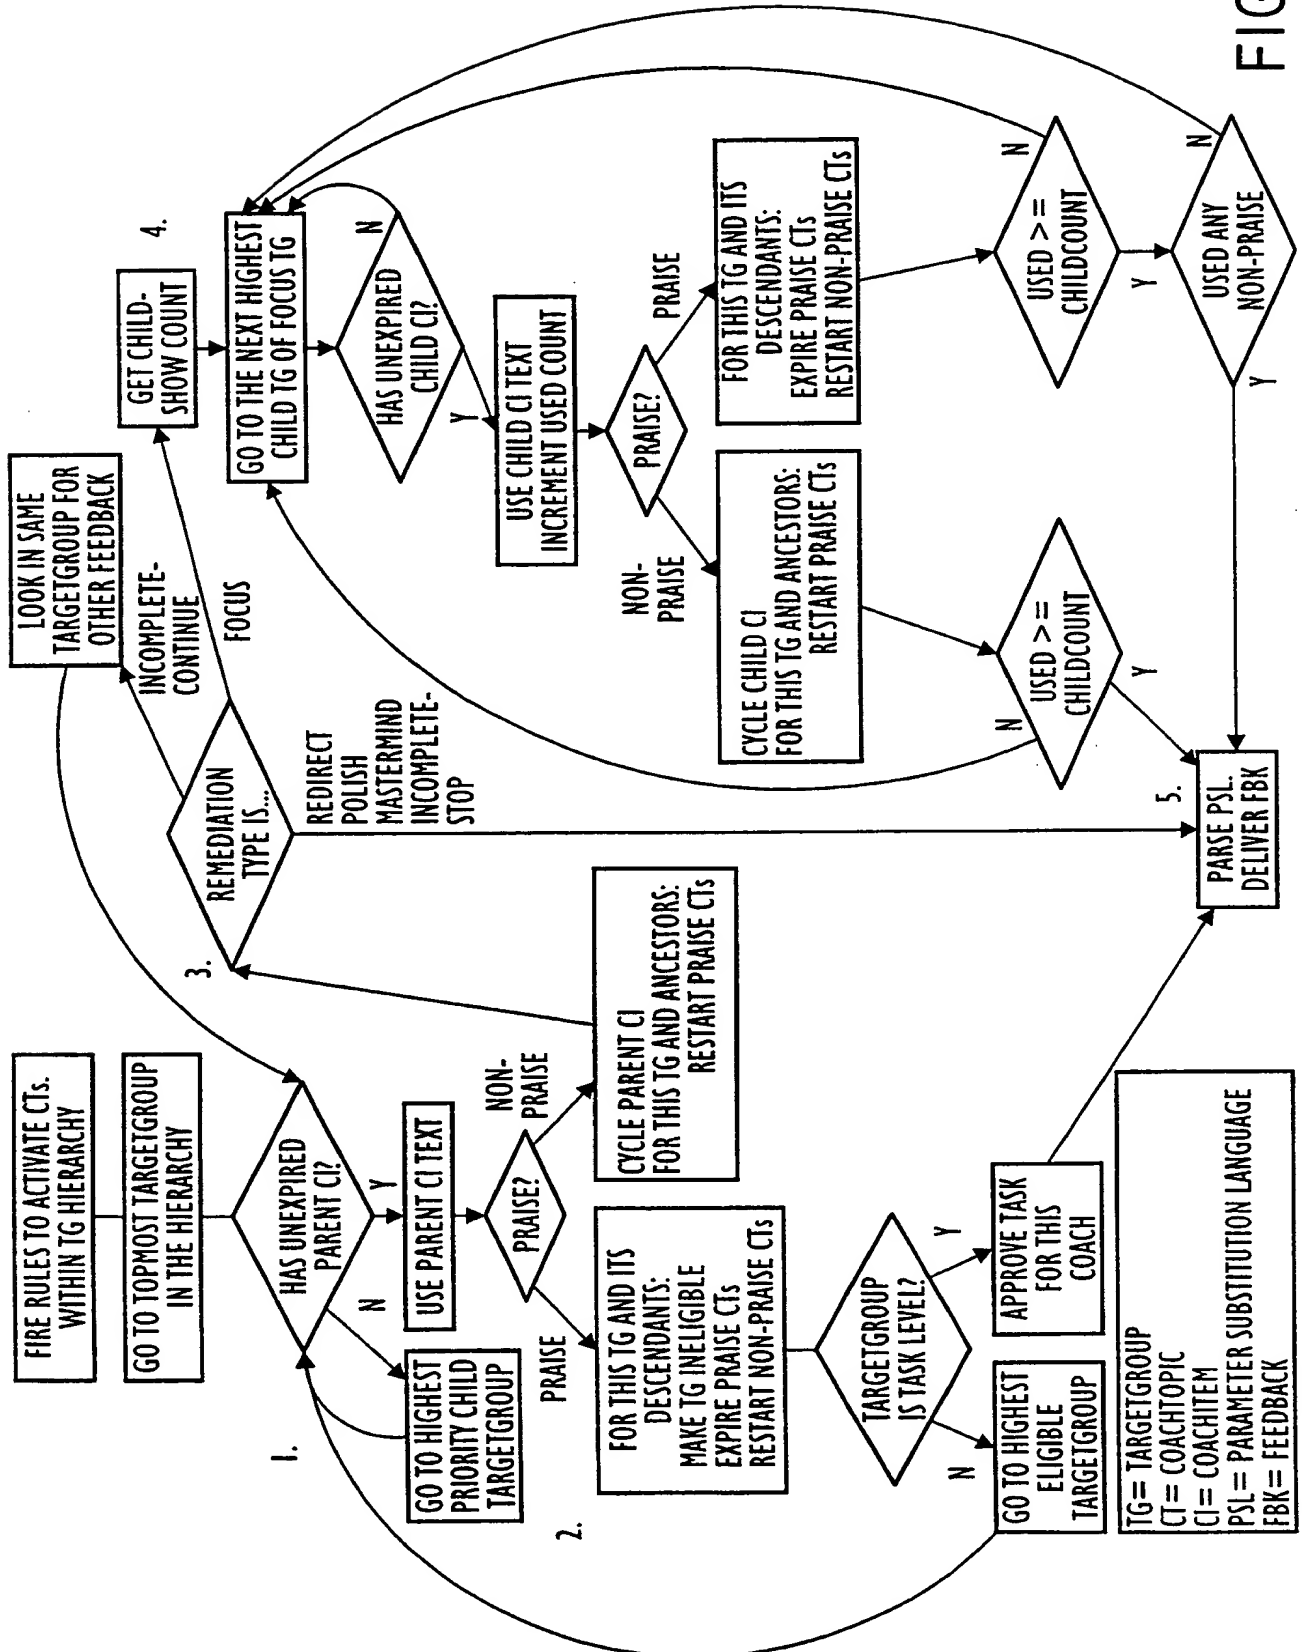 FIRE RULES TO ACTIVATE CTs.
WITHIN TG HIERARCHY
GO TO TOPMOST TARGETGROUP
IN THE HIERARCHY
1.
HAS UNEXPIRED
PARENT CI?
N
Y
GO TO HIGHEST
PRIORITY CHILD
TARGETGROUP
USE PARENT CI TEXT
2.
PRAISE?
PRAISE
NON-
PRAISE
FOR THIS TG AND ITS
DESCENDANTS:
MAKE TG INELIGIBLE
EXPIRE PRAISE CTs
RESTART NON-PRAISE CTs
CYCLE PARENT CI
FOR THIS TG AND ANCESTORS:
RESTART PRAISE CTs
TARGETGROUP
IS TASK LEVEL?
N
Y
GO TO HIGHEST
ELIGIBLE
TARGETGROUP
APPROVE TASK
FOR THIS
COACH
TG= TARGETGROUP
CT= COACHTOPIC
CI= COACHITEM
PSL= PARAMETER SUBSTITUTION LANGUAGE
FBK= FEEDBACK
3.
REMEDIATION
TYPE IS...
LOOK IN SAME
TARGETGROUP FOR
OTHER FEEDBACK
INCOMPLETE-
CONTINUE
FOCUS
REDIRECT
POLISH
MASTERMIND
INCOMPLETE-
STOP
4.
GET CHILD-
SHOW COUNT
GO TO THE NEXT HIGHEST
CHILD TG OF FOCUS TG
HAS UNEXPIRED
CHILD CI?
N
Y
USE CHILD CI TEXT
INCREMENT USED COUNT
PRAISE?
NON-
PRAISE
PRAISE
CYCLE CHILD CI
FOR THIS TG AND ANCESTORS:
RESTART PRAISE CTs
FOR THIS TG AND ITS
DESCENDANTS:
EXPIRE PRAISE CTs
RESTART NON-PRAISE CTs
USED >=
CHILDCOUNT
N
Y
USED >=
CHILDCOUNT
N
Y
USED ANY
NON-PRAISE
N
Y
5.
PARSE PSL.
DELIVER FBK